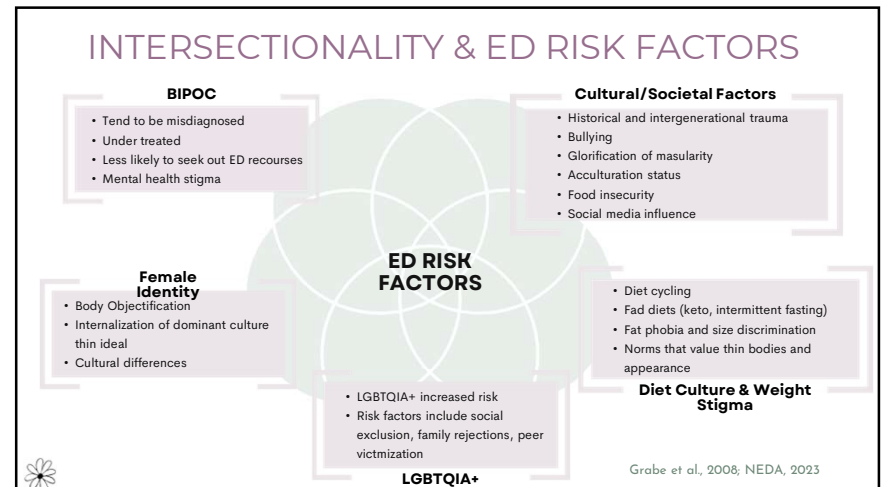 INTERSECTIONALITY & ED RISK FACTORS
BIPOC
• Tend to be misdiagnosed
• Under treated
• Less likely to seek out ED recourses
• Mental health stigma
Cultural/Societal Factors
• Historical and intergenerational trauma
• Bullying
• Glorification of masularity
• Acculturation status
• Food insecurity
• Social media influence
ED RISK
FACTORS
Female
Identity
• Body Objectification
• Internalization of dominant culture
thin ideal
• Cultural differences
• Diet cycling
• Fad diets (keto, intermittent fasting)
• Fat phobia and size discrimination
• Norms that value thin bodies and
appearance
Diet Culture & Weight
Stigma
• LGBTQIA+ increased risk
• Risk factors include social
exclusion, family rejections, peer
victmization
LGBTQIA+
Grabe et al., 2008; NEDA, 2023